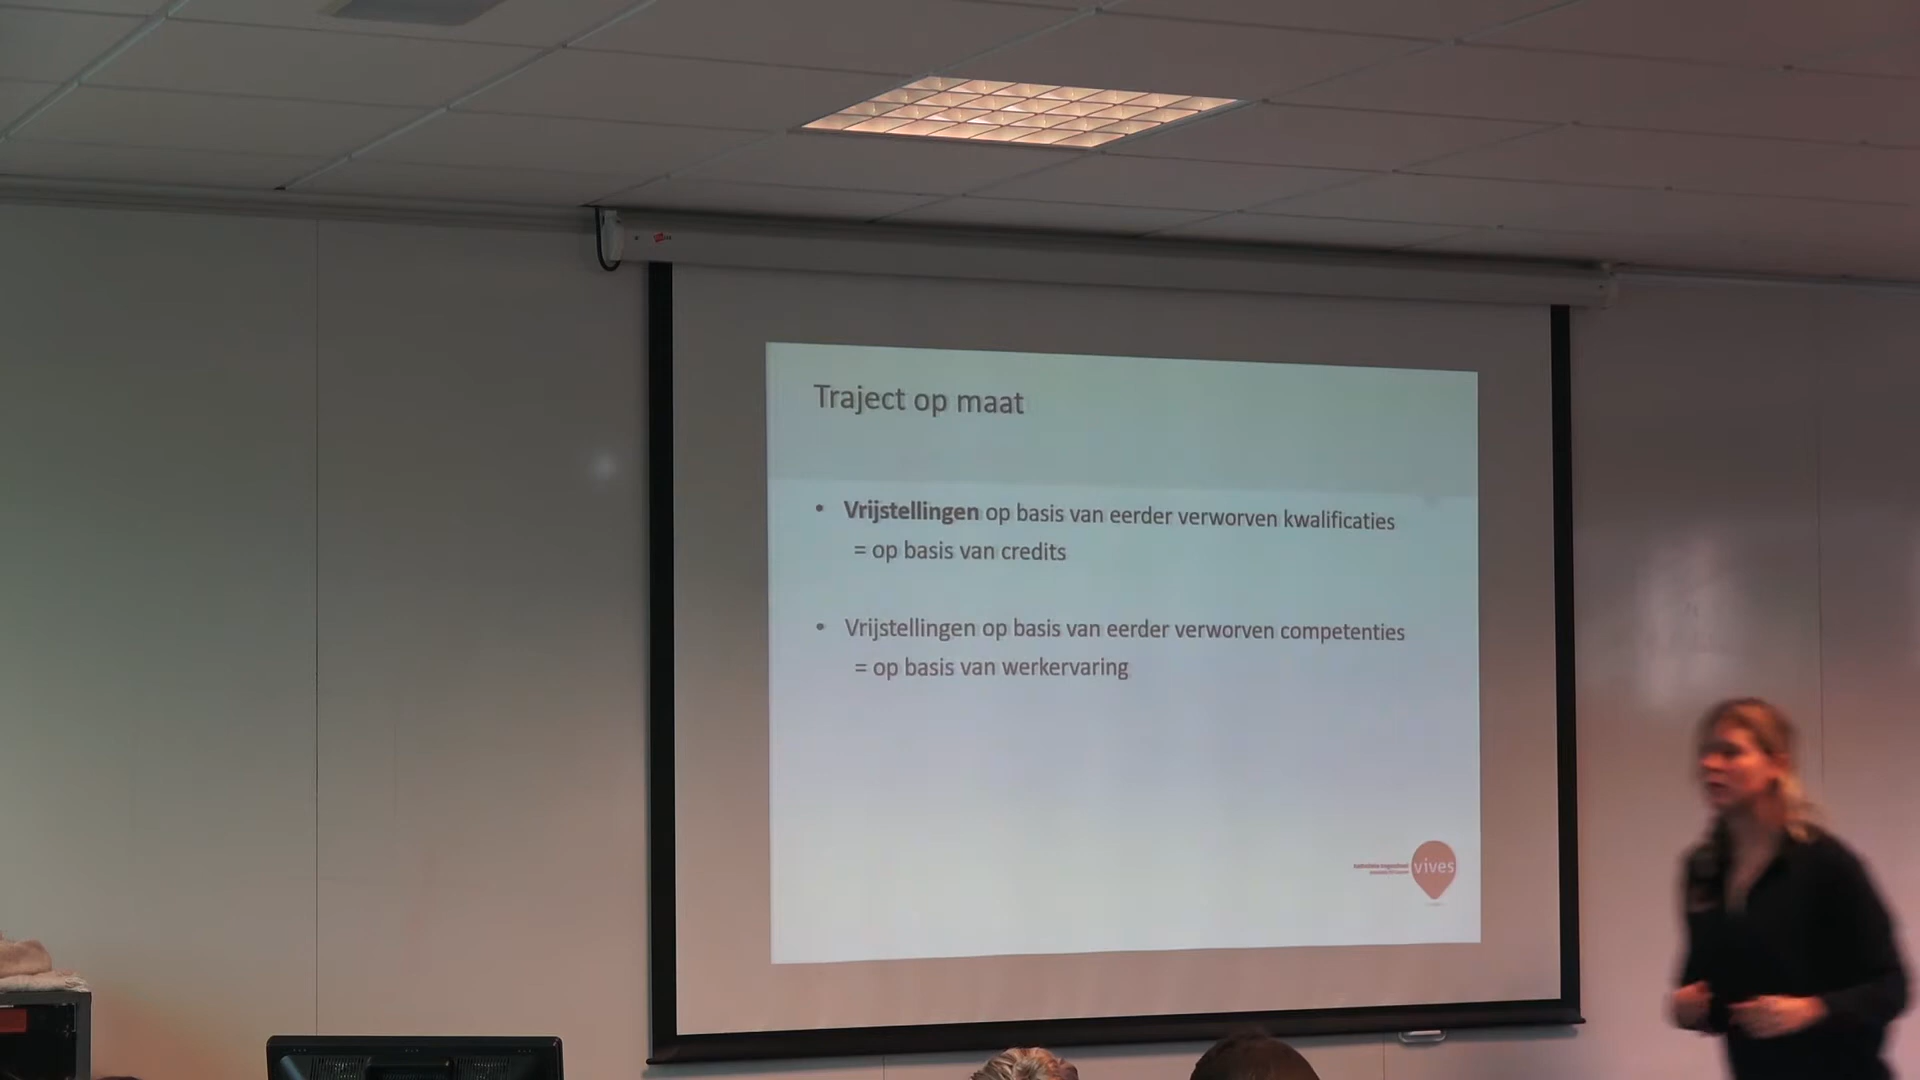 Traject op maat
• Vrijstellingen op basis van eerder verworven kwalificaties
= op basis van credits
• Vrijstellingen op basis van eerder verworven competenties
= op basis van werkervaring
vives